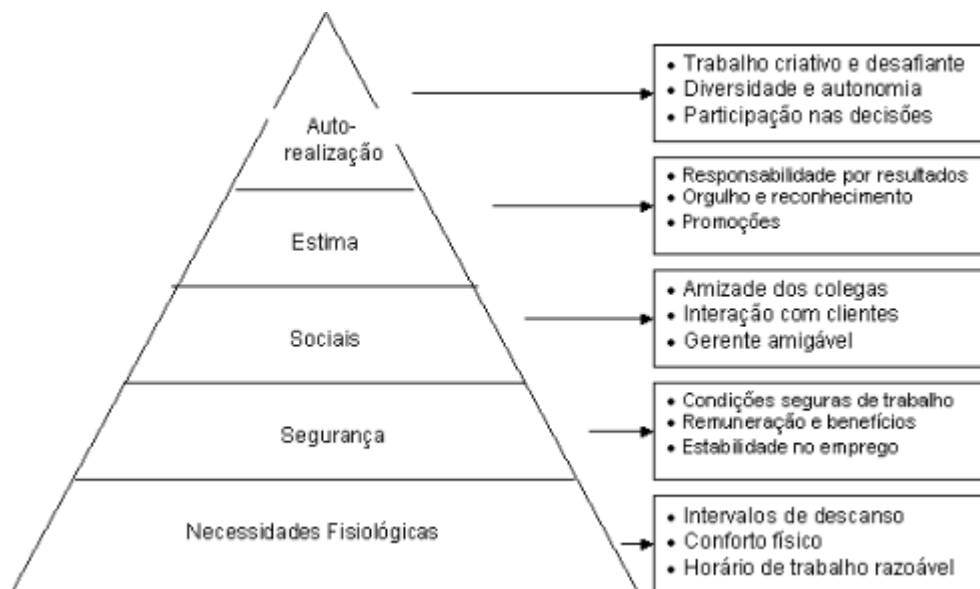 Auto-
realização
• Trabalho criativo e desafiante
• Diversidade e autonomia
• Participação nas decisões
Estima
• Responsabilidade por resultados
• Orgulho e reconhecimento
• Promoções
Sociais
• Amizade dos colegas
• Interação com clientes
• Gerente amigável
Segurança
• Condições seguras de trabalho
• Remuneração e benefícios
• Estabilidade no emprego
Necessidades Fisiológicas
• Intervalos de descanso
• Conforto físico
• Horário de trabalho razoável